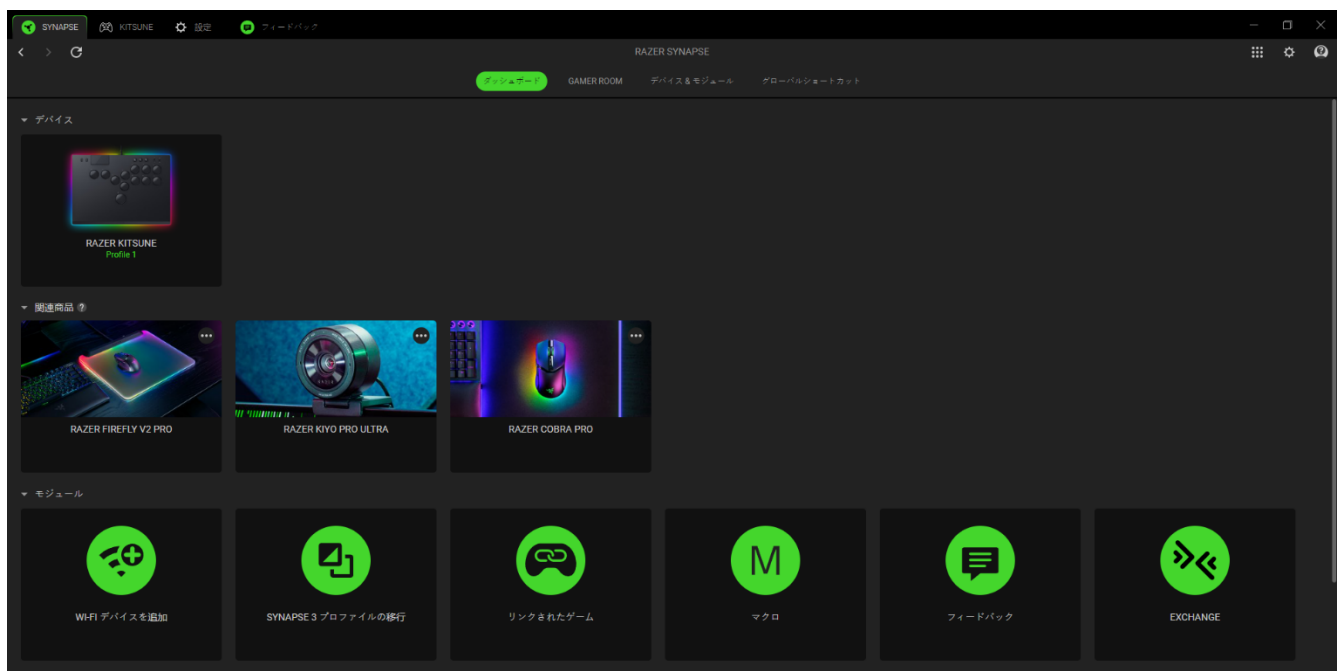 SYNAPSE KITSUNE 設定 フィードバック
RAZER SYNAPSE
ダッシュボード GAMER ROOM デバイス＆モジュール グローバルショートカット
デバイス
RAZER KITSUNE
Profile 1
関連商品 ?
RAZER FIREFLY V2 PRO RAZER KIYO PRO ULTRA RAZER COBRA PRO
モジュール
M
WI-FI デバイスを追加 SYNAPSE 3 プロファイルの移行 リンクされたゲーム マクロ フィードバック EXCHANGE